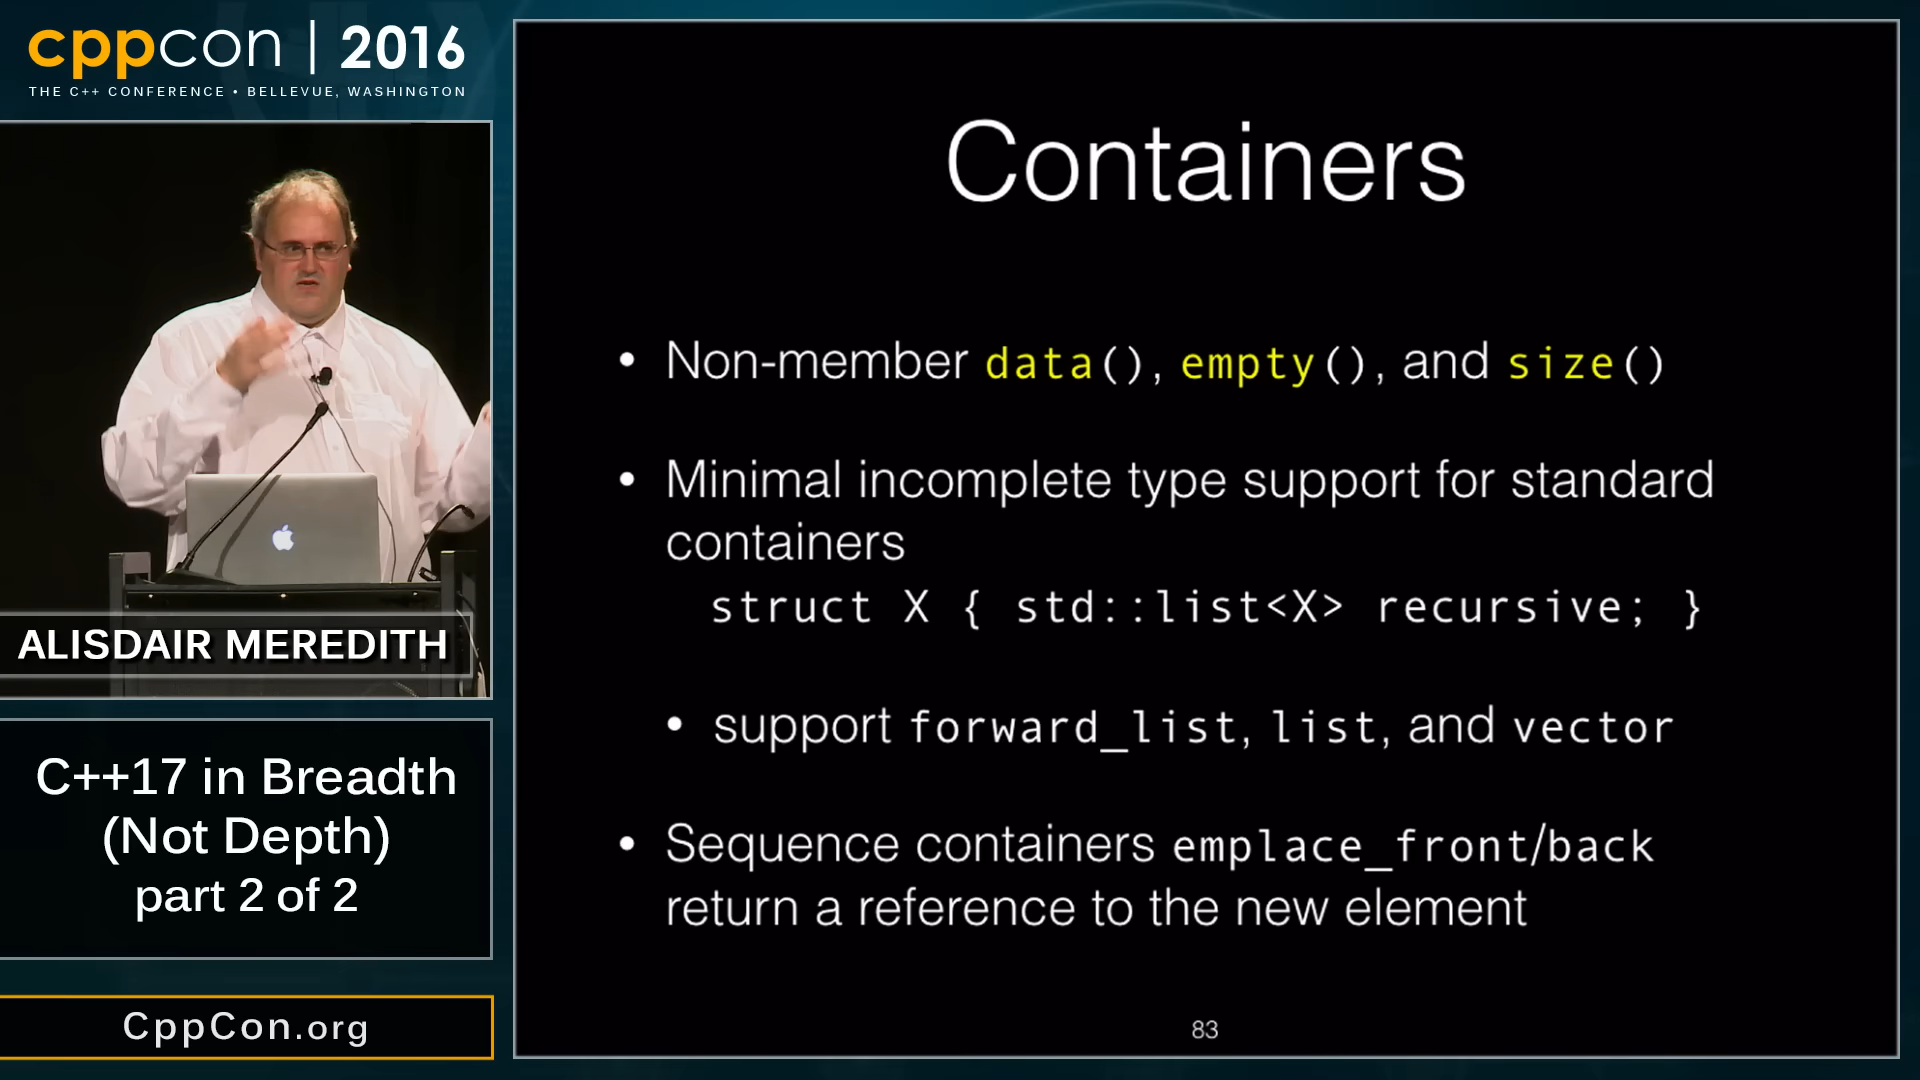 cppcon | 2016
THE C++ CONFERENCE • BELLEVUE, WASHINGTON
ALISDAIR MEREDITH
C++17 in Breadth
(Not Depth)
part 2 of 2
CppCon.org
Containers
• Non-member data(), empty(), and size()
• Minimal incomplete type support for standard
containers
struct X { std::list<X> recursive; }
• support forward_list, list, and vector
• Sequence containers emplace_front/back
return a reference to the new element
83